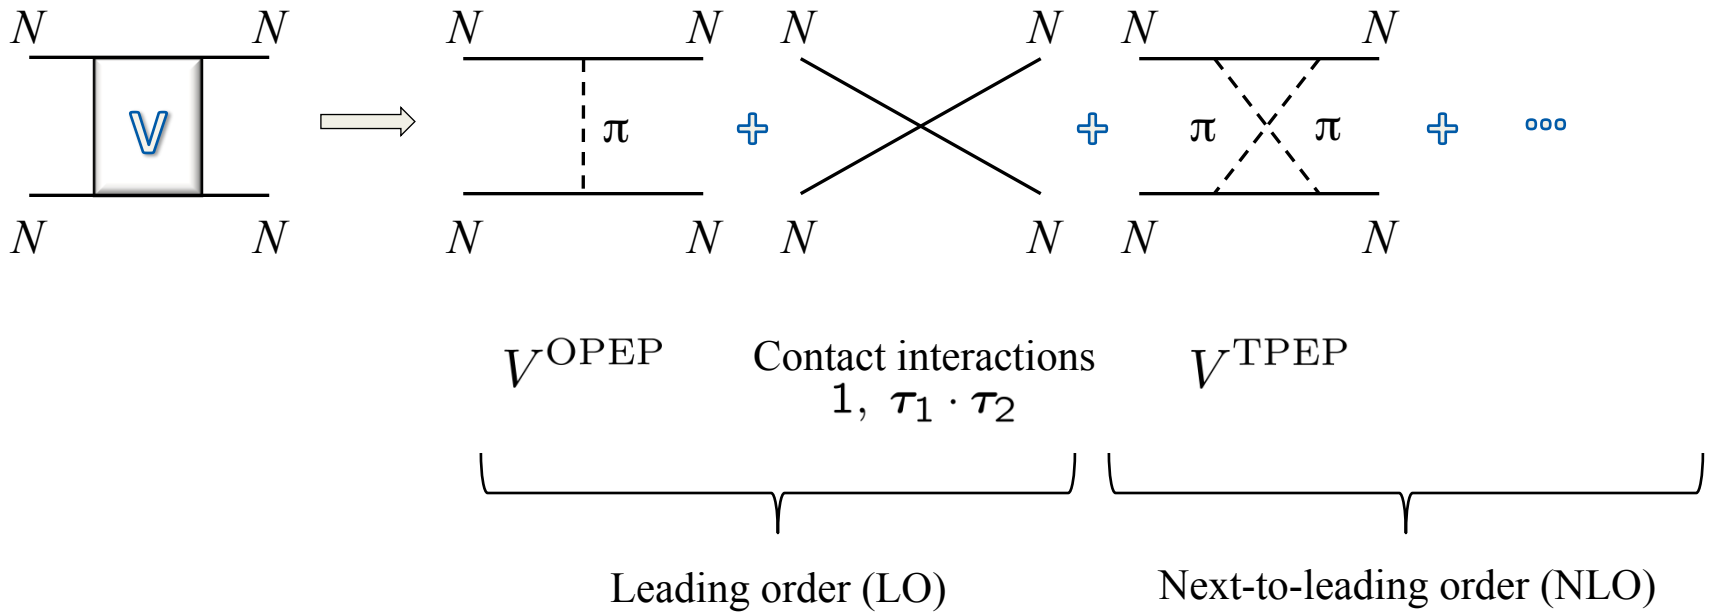 N N N N N N N N
V π + + π π + ∘∘∘
N N N N N N N N
V^OPEP Contact interactions V^TPEP
1, τ₁ · τ₂
Leading order (LO) Next-to-leading order (NLO)